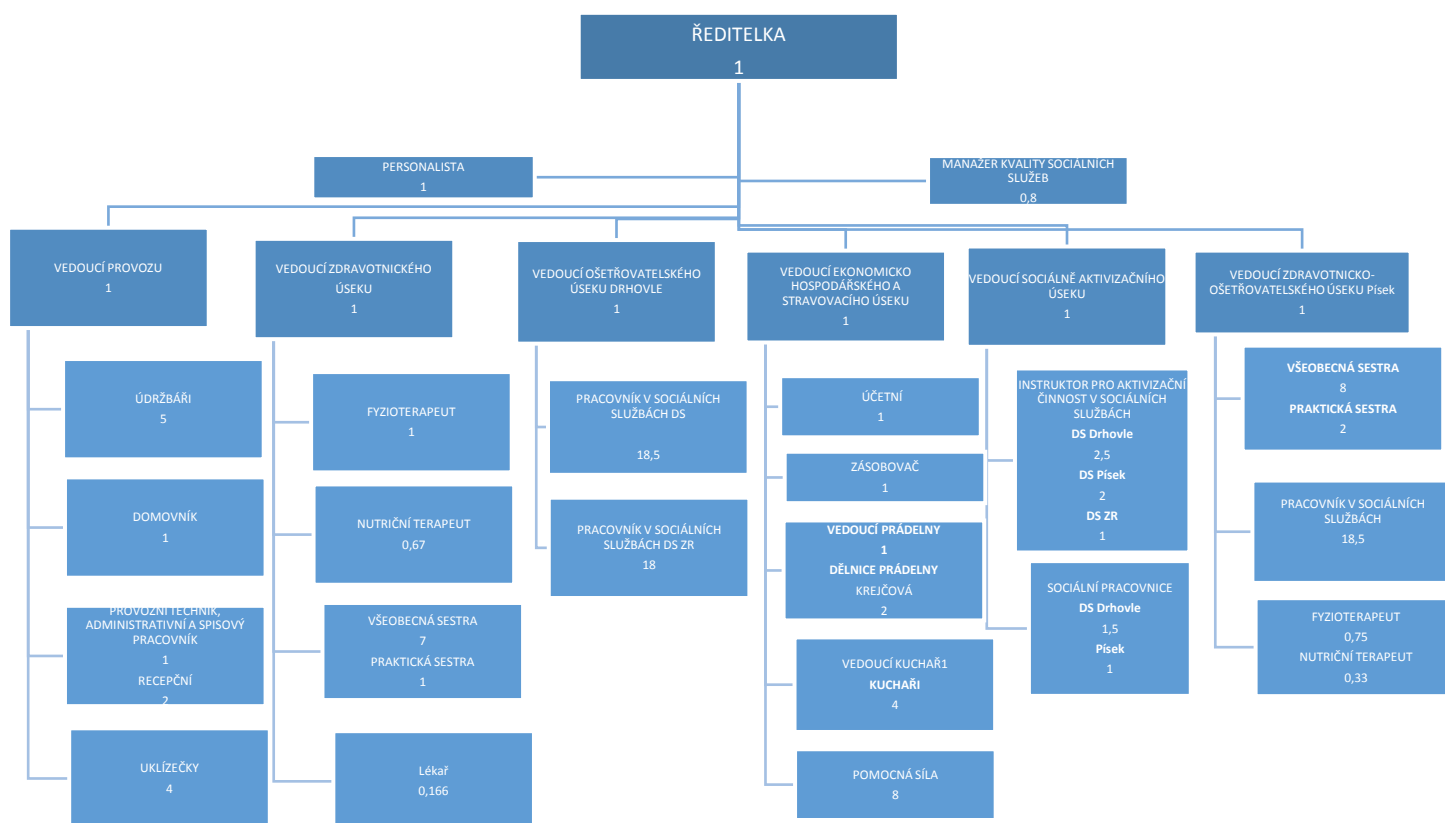 ŘEDITELKA
1
PERSONALISTA
1
MANAŽER KVALITY SOCIÁLNÍCH
SLUŽEB
0,8
VEDOUCÍ PROVOZU
1
VEDOUCÍ ZDRAVOTNICKÉHO
ÚSEKU
1
VEDOUCÍ OŠETŘOVATELSKÉHO
ÚSEKU DRHOVLE
1
VEDOUCÍ EKONOMICKO
HOSPODÁŘSKÉHO A
STRAVOVACÍHO ÚSEKU
1
VEDOUCÍ SOCIÁLNĚ AKTIVIZAČNÍHO
ÚSEKU
1
VEDOUCÍ ZDRAVOTNICKO-
OŠETŘOVATELSKÉHO ÚSEKU Písek
1
ÚDRŽBÁŘI
5
DOMOVNÍK
1
PROVOZNÍ TECHNIK,
ADMINISTRATIVNÍ A SPISOVÝ
PRACOVNÍK
1
RECEPČNÍ
2
UKLÍZEČKY
4
FYZIOTERAPEUT
1
NUTRIČNÍ TERAPEUT
0,67
VŠEOBECNÁ SESTRA
7
PRAKTICKÁ SESTRA
1
Lékař
0,166
PRACOVNÍK V SOCIÁLNÍCH
SLUŽBÁCH DS
18,5
PRACOVNÍK V SOCIÁLNÍCH
SLUŽBÁCH DS ZR
18
ÚČETNÍ
1
ZÁSOBOVAČ
1
VEDOUCÍ PRÁDELNY
1
DĚLNICE PRÁDELNY
KREJČOVÁ
2
VEDOUCÍ KUCHAŘ1
KUCHAŘI
4
POMOCNÁ SÍLA
8
INSTRUKTOR PRO AKTIVIZAČNÍ
ČINNOST V SOCIÁLNÍCH
SLUŽBÁCH
DS Drhovle
2,5
DS Písek
2
DS ZR
1
SOCIÁLNÍ PRACOVNICE
DS Drhovle
1,5
Písek
1
VŠEOBECNÁ SESTRA
8
PRAKTICKÁ SESTRA
2
PRACOVNÍK V SOCIÁLNÍCH
SLUŽBÁCH
18,5
FYZIOTERAPEUT
0,75
NUTRIČNÍ TERAPEUT
0,33